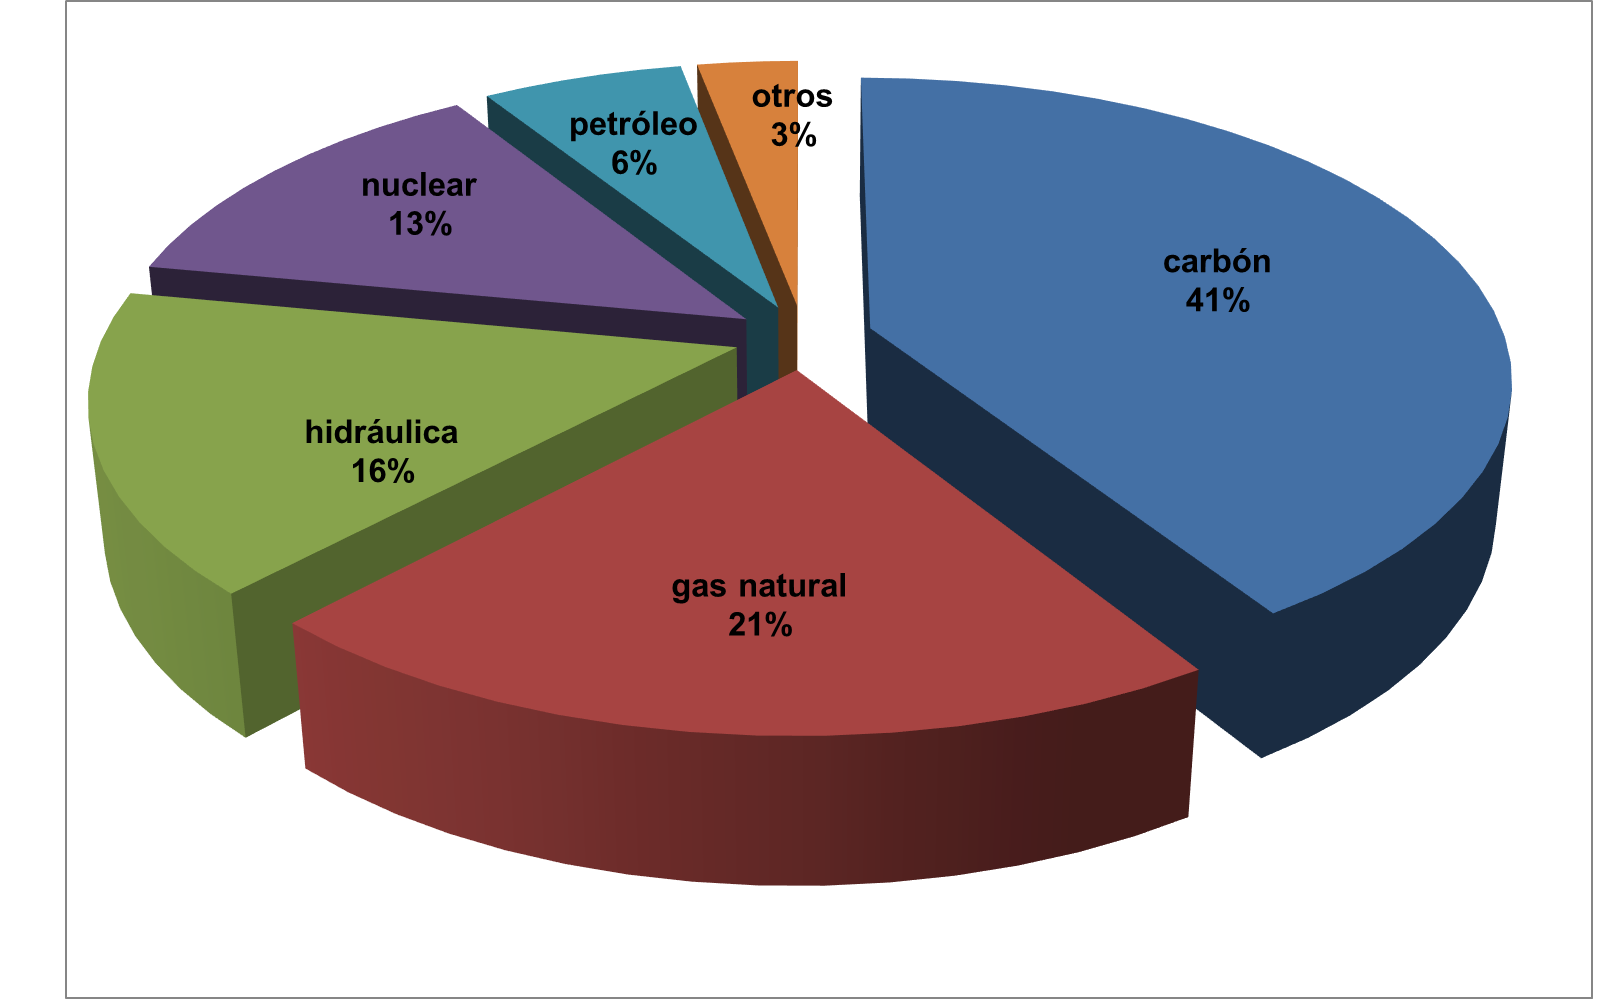 otros
3%
petróleo
6%
nuclear
13%
carbón
41%
hidráulica
16%
gas natural
21%